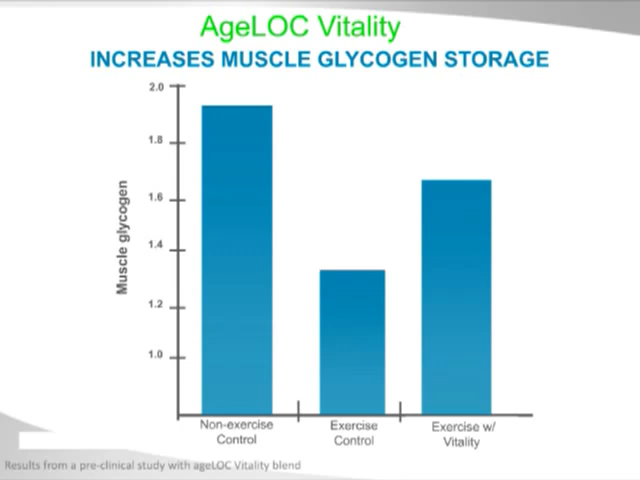 AgeLOC Vitality
INCREASES MUSCLE GLYCOGEN STORAGE
Muscle glycogen
2.0
1.8
1.6
1.4
1.2
1.0
Non-exercise
Control
Exercise
Control
Exercise w/
Vitality
Results from a pre-clinical study with ageLOC Vitality blend